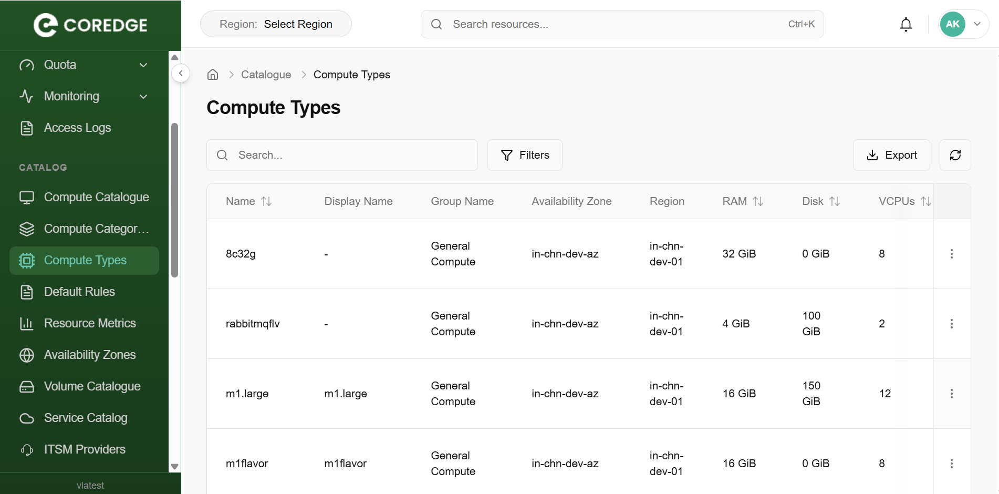 COREDGE
Region: Select Region
Search resources... Ctrl+K
AK
Quota
Monitoring
Access Logs
CATALOG
Compute Catalogue
Compute Categor…
Compute Types
Default Rules
Resource Metrics
Availability Zones
Volume Catalogue
Service Catalog
ITSM Providers
vlatest
Catalogue Compute Types
Compute Types
Search...
Filters
Export
Name Display Name Group Name Availability Zone Region RAM Disk VCPUs
8c32g - General Compute in-chn-dev-az in-chn-dev-01 32 GiB 0 GiB 8
rabbitmqflv - General Compute in-chn-dev-az in-chn-dev-01 4 GiB 100 GiB 2
m1.large m1.large General Compute in-chn-dev-az in-chn-dev-01 16 GiB 150 GiB 12
m1flavor m1flavor General Compute in-chn-dev-az in-chn-dev-01 16 GiB 0 GiB 8